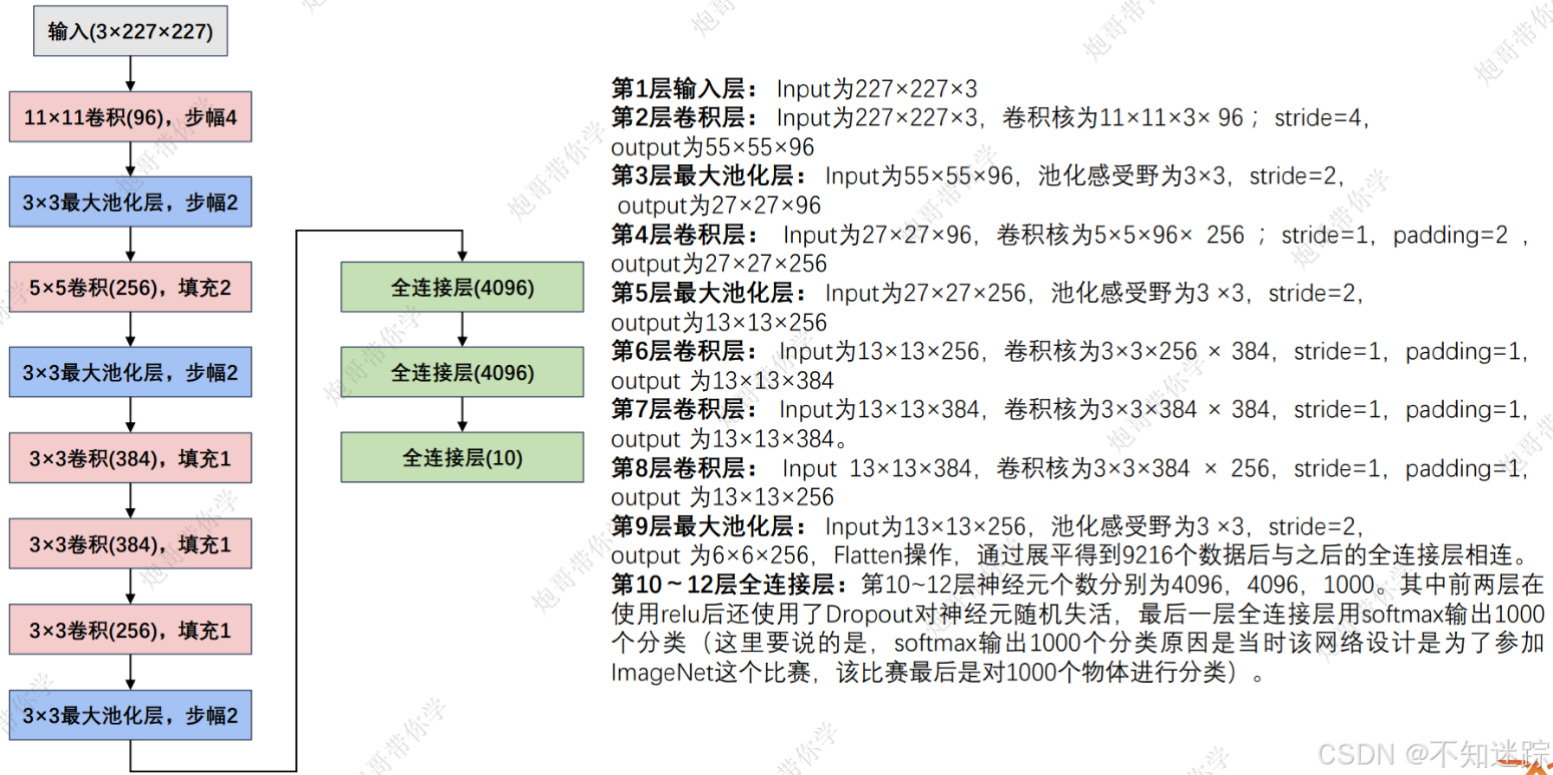 输入(3×227×227)
11×11卷积(96)，步幅4
3×3最大池化层，步幅2
5×5卷积(256)，填充2
3×3最大池化层，步幅2
3×3卷积(384)，填充1
3×3卷积(384)，填充1
3×3卷积(256)，填充1
3×3最大池化层，步幅2
全连接层(4096)
全连接层(4096)
全连接层(10)
第1层输入层： Input为227×227×3
第2层卷积层： Input为227×227×3，卷积核为11×11×3× 96 ；stride=4，
output为55×55×96
第3层最大池化层： Input为55×55×96，池化感受野为3×3，stride=2，
output为27×27×96
第4层卷积层： Input为27×27×96，卷积核为5×5×96× 256 ；stride=1，padding=2 ，
output为27×27×256
第5层最大池化层： Input为27×27×256，池化感受野为3 ×3，stride=2，
output为13×13×256
第6层卷积层： Input为13×13×256，卷积核为3×3×256 × 384，stride=1，padding=1，
output 为13×13×384
第7层卷积层： Input为13×13×384，卷积核为3×3×384 × 384，stride=1，padding=1，
output 为13×13×384。
第8层卷积层： Input 13×13×384，卷积核为3×3×384 × 256，stride=1，padding=1，
output 为13×13×256
第9层最大池化层： Input为13×13×256，池化感受野为3 ×3，stride=2，
output 为6×6×256，Flatten操作，通过展平得到9216个数据后与之后的全连接层相连。
第10～12层全连接层：第10~12层神经元个数分别为4096，4096，1000。其中前两层在
使用relu后还使用了Dropout对神经元随机失活，最后一层全连接层用softmax输出1000
个分类（这里要说的是，softmax输出1000个分类原因是当时该网络设计是为了参加
ImageNet这个比赛，该比赛最后是对1000个物体进行分类）。
炮哥带你学
CSDN @不知迷踪